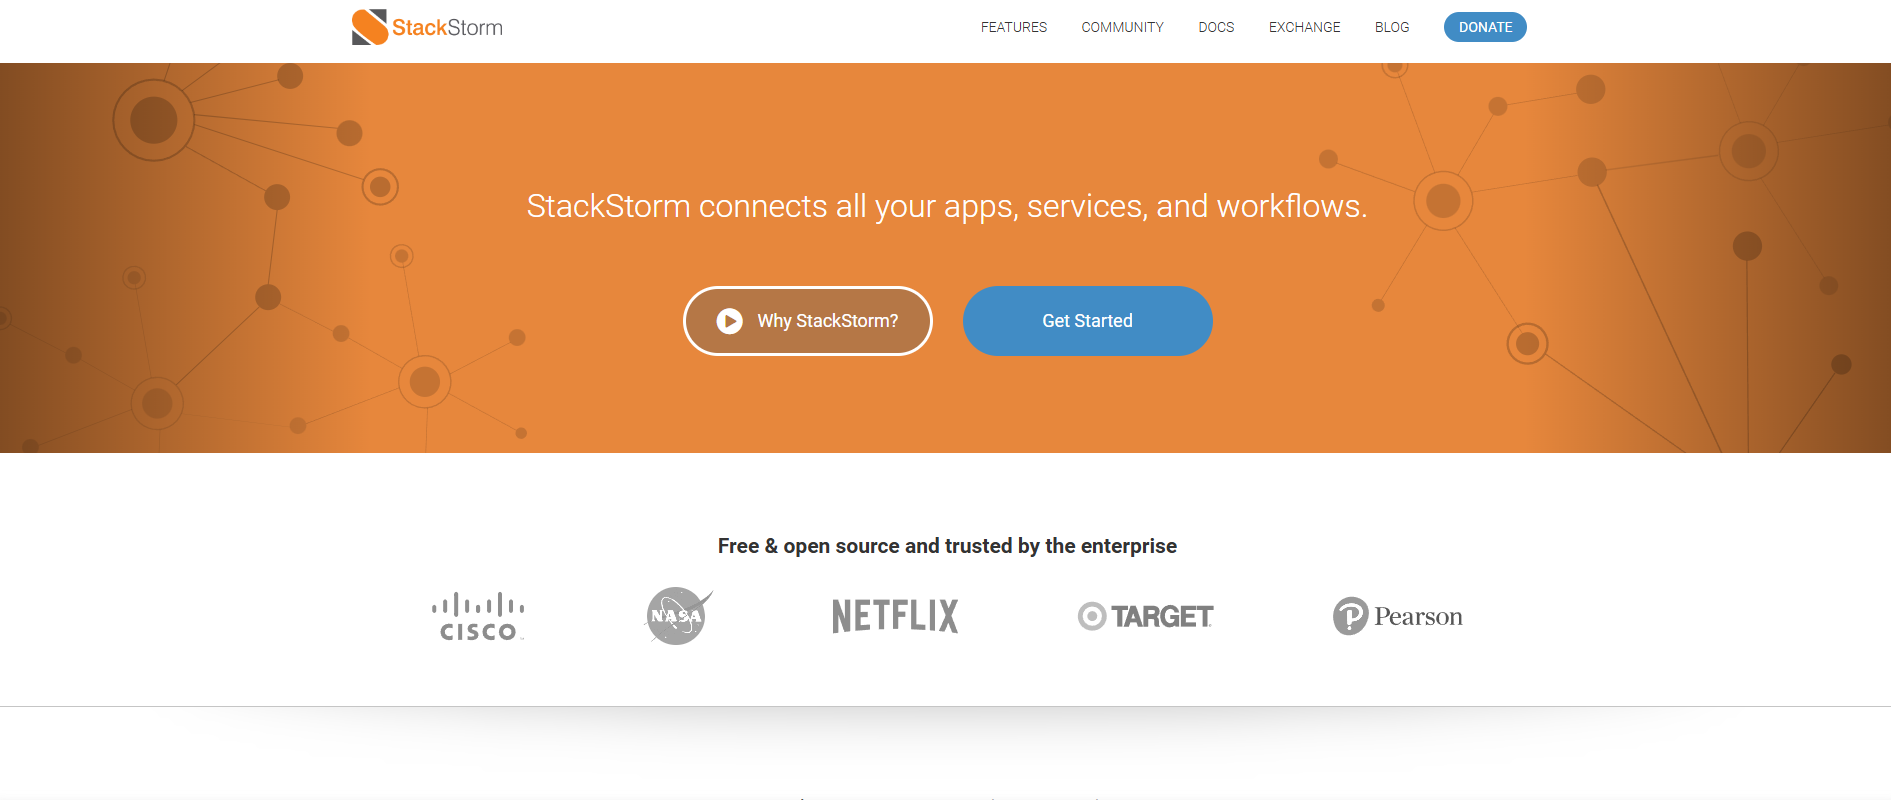 StackStorm
FEATURES COMMUNITY DOCS EXCHANGE BLOG DONATE
StackStorm connects all your apps, services, and workflows.
Why StackStorm? Get Started
Free & open source and trusted by the enterprise
CISCO NASA NETFLIX TARGET Pearson